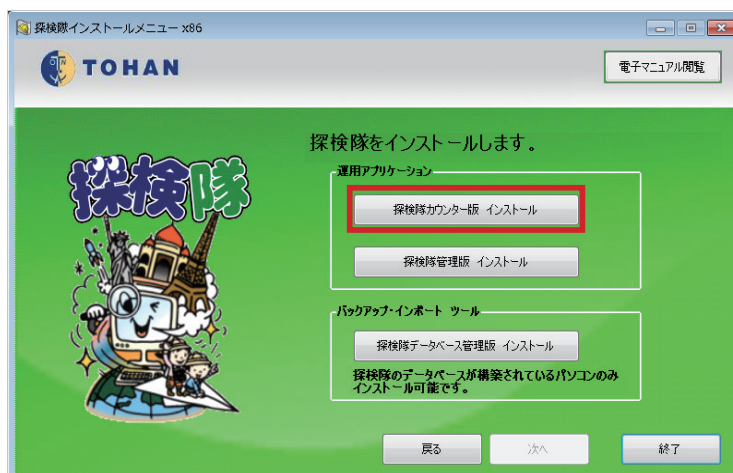 探検隊インストールメニュー x86
TOHAN
電子マニュアル閲覧
探検隊
探検隊をインストールします。
運用アプリケーション
探検隊カウンター版 インストール
探検隊管理版 インストール
バックアップ・インポート ツール
探検隊データベース管理版 インストール
探検隊のデータベースが構築されているパソコンのみ
インストール可能です。
戻る
次へ
終了